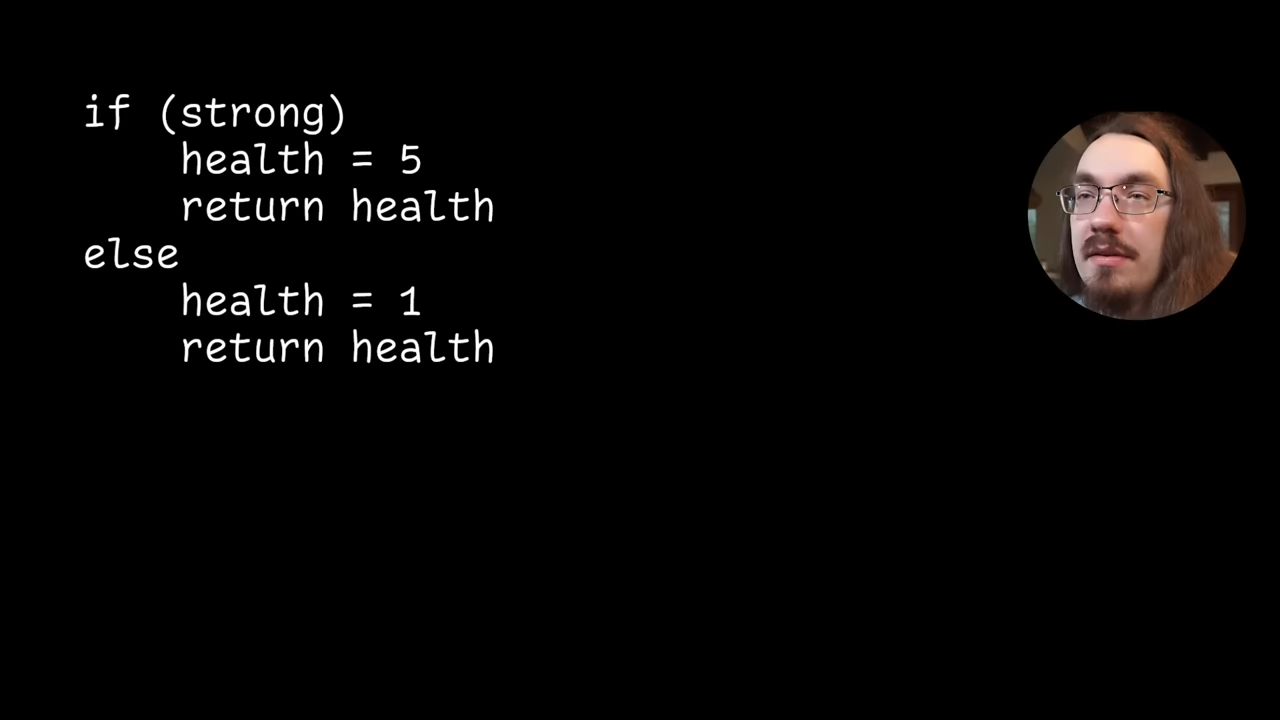 if (strong)
    health = 5
    return health
else
    health = 1
    return health